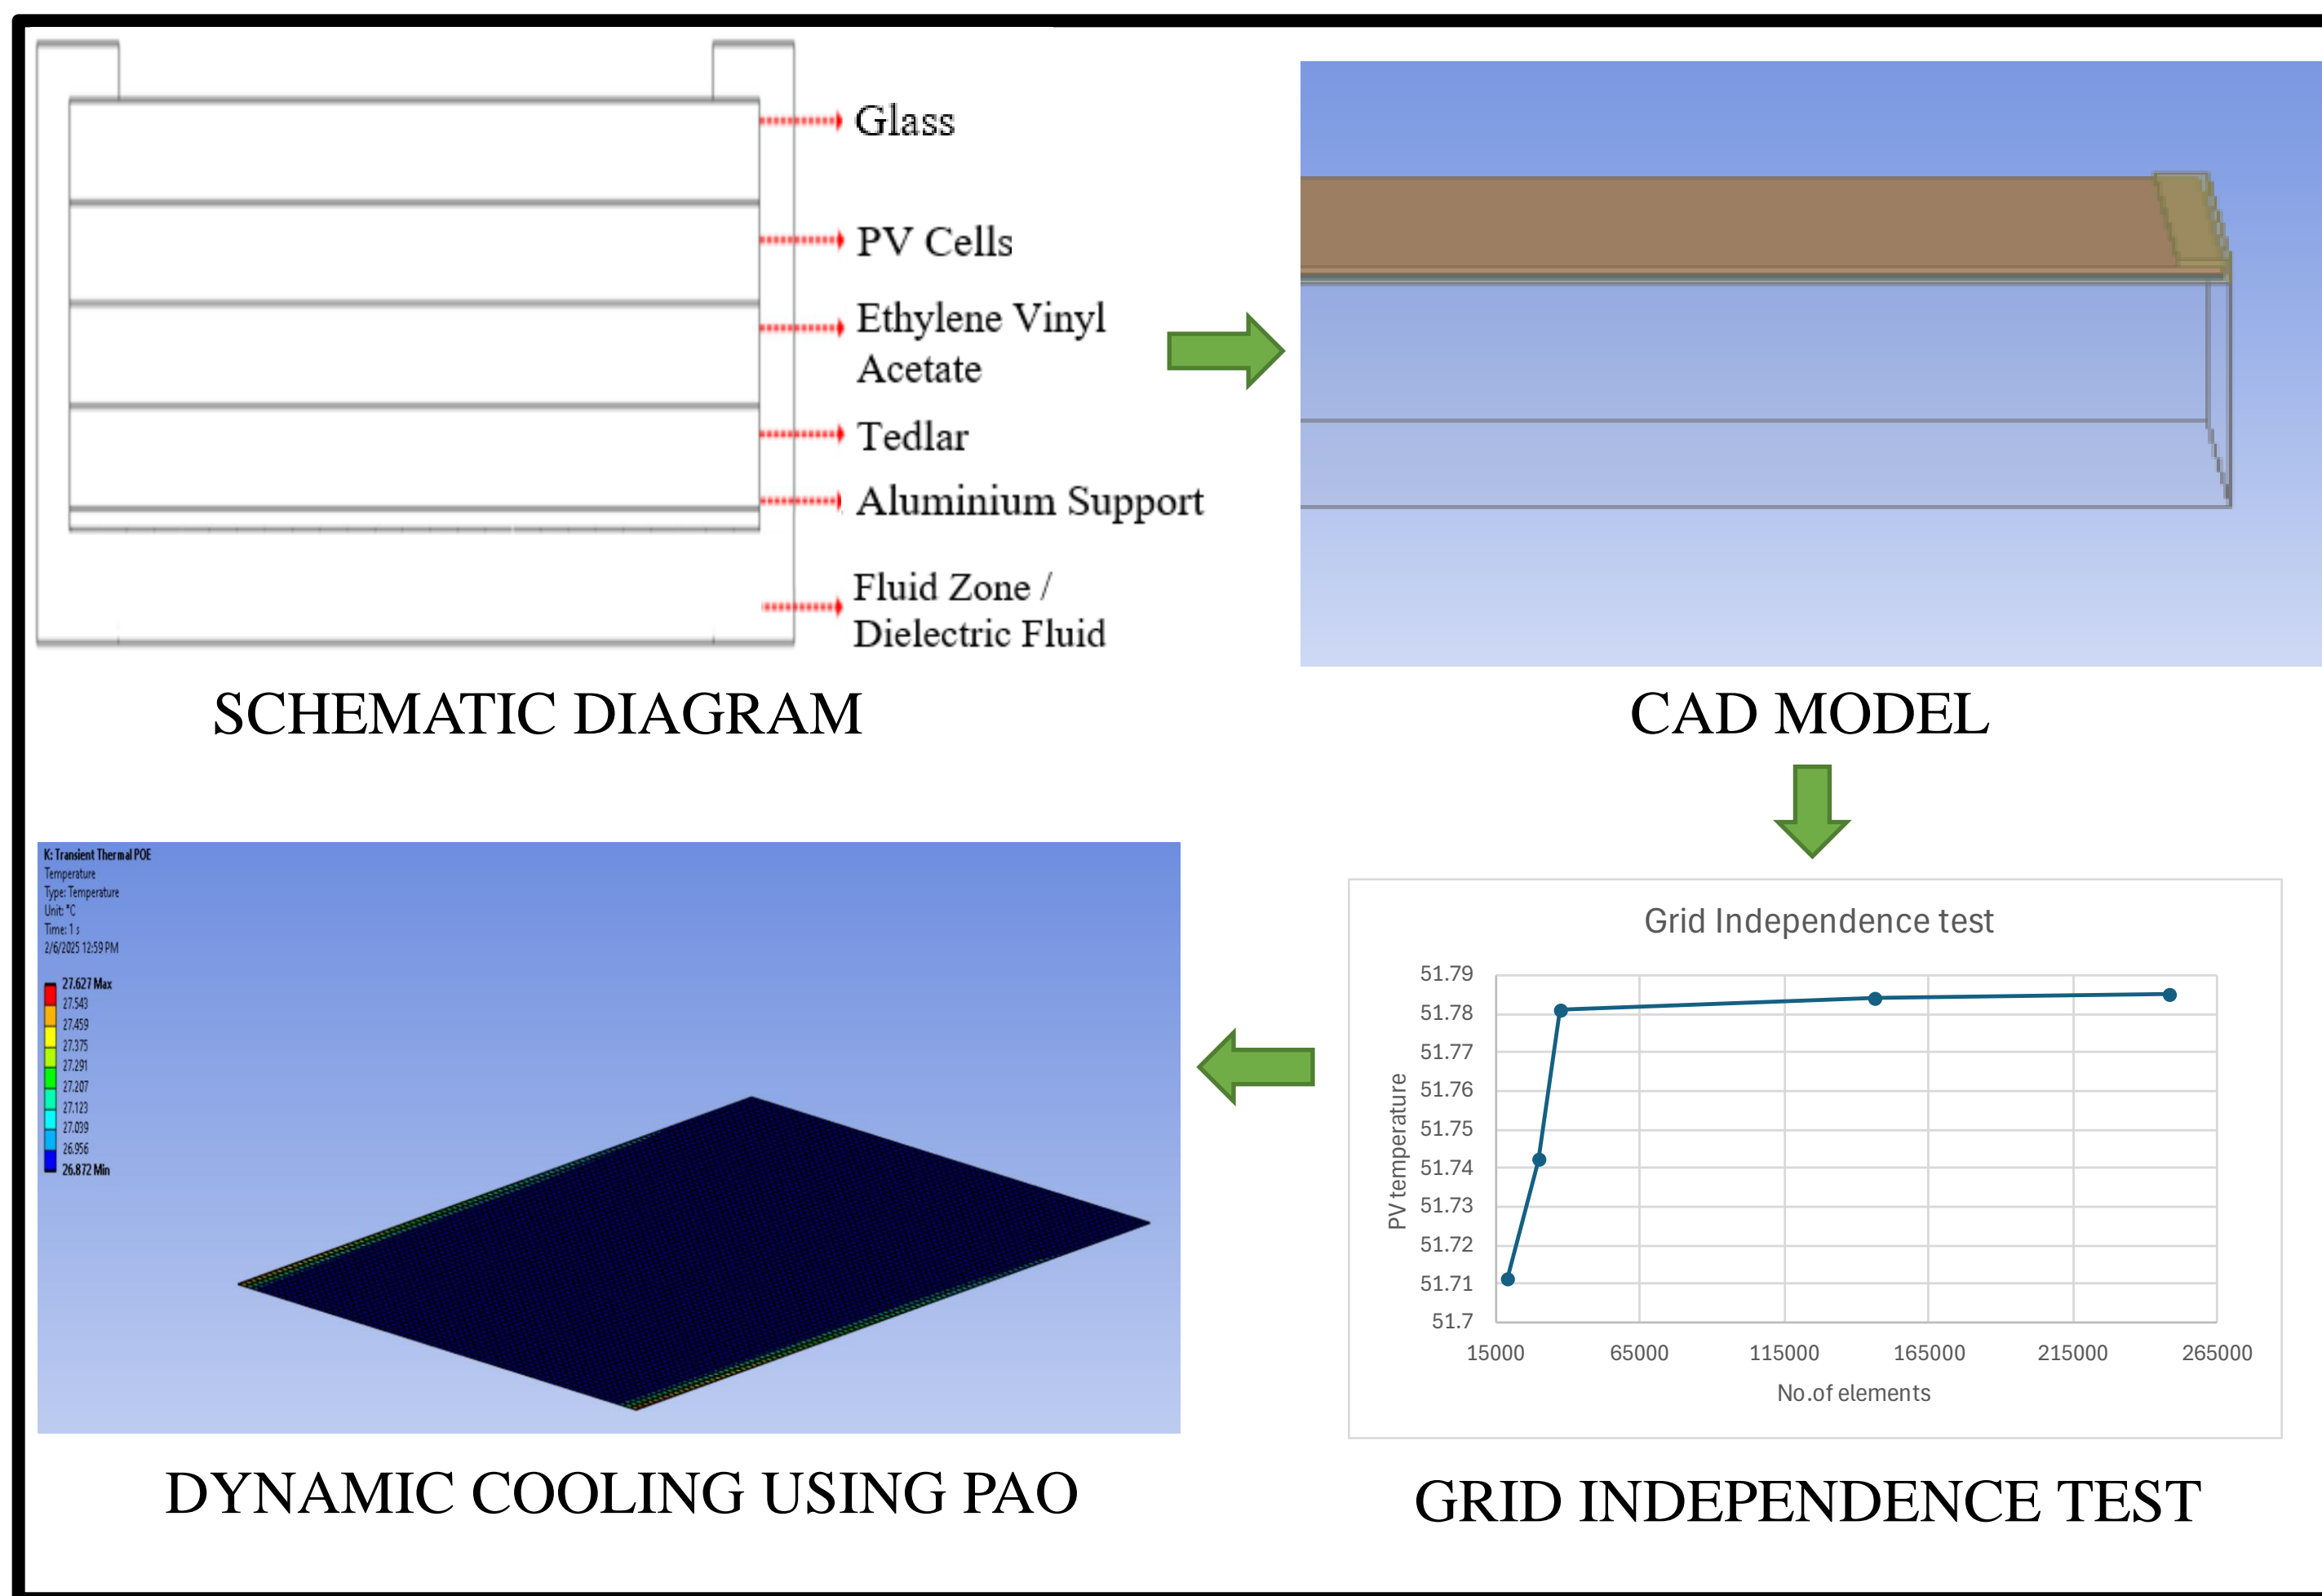 Glass
PV Cells
Ethylene Vinyl
Acetate
Tedlar
Aluminium Support
Fluid Zone /
Dielectric Fluid
SCHEMATIC DIAGRAM
CAD MODEL
K: Transient Thermal POE
Temperature
Type: Temperature
Unit: °C
Time: 1 s
2/6/2025 12:59 PM
27.627 Max
27.543
27.459
27.375
27.291
27.207
27.123
27.039
26.956
26.872 Min
DYNAMIC COOLING USING PAO
Grid Independence test
51.79
51.78
51.77
51.76
51.75
51.74
51.73
51.72
51.71
51.7
PV temperature
15000 65000 115000 165000 215000 265000
No.of elements
GRID INDEPENDENCE TEST